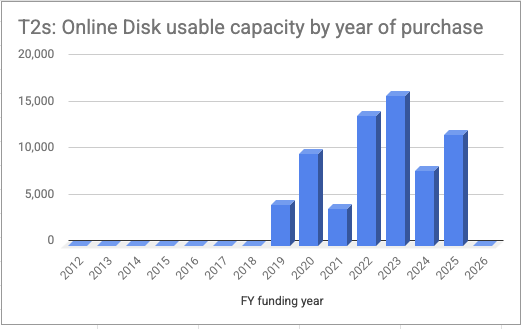 T2s: Online Disk usable capacity by year of purchase
20,000
15,000
10,000
5,000
0
2012 2013 2014 2015 2016 2017 2018 2019 2020 2021 2022 2023 2024 2025 2026
FY funding year